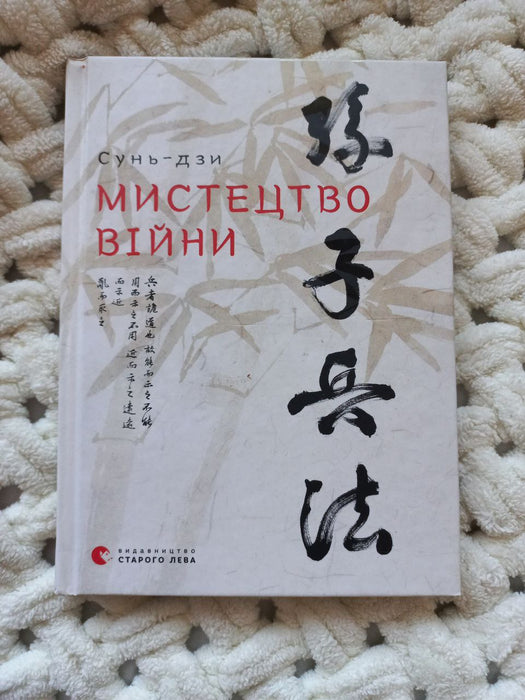 Сунь-дзи
МИСТЕЦТВО
ВІЙНИ
孫子兵法
兵者詭道也 故能而示之不能
用而示之不用 近而示之遠 遠
而示近
亂而取之
видавництво
СТАРОГО ЛЕВА